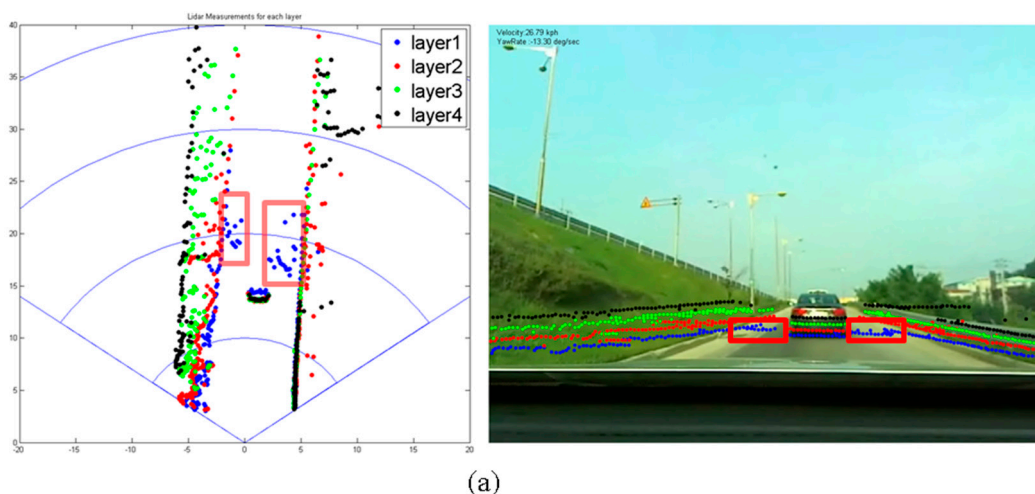 Lidar Measurements for each layer
40
35
30
25
20
15
10
5
0
-20 -15 -10 -5 0 5 10 15 20
layer1
layer2
layer3
layer4
Velocity:26.79 kph
YawRate :-13.30 deg/sec
(a)